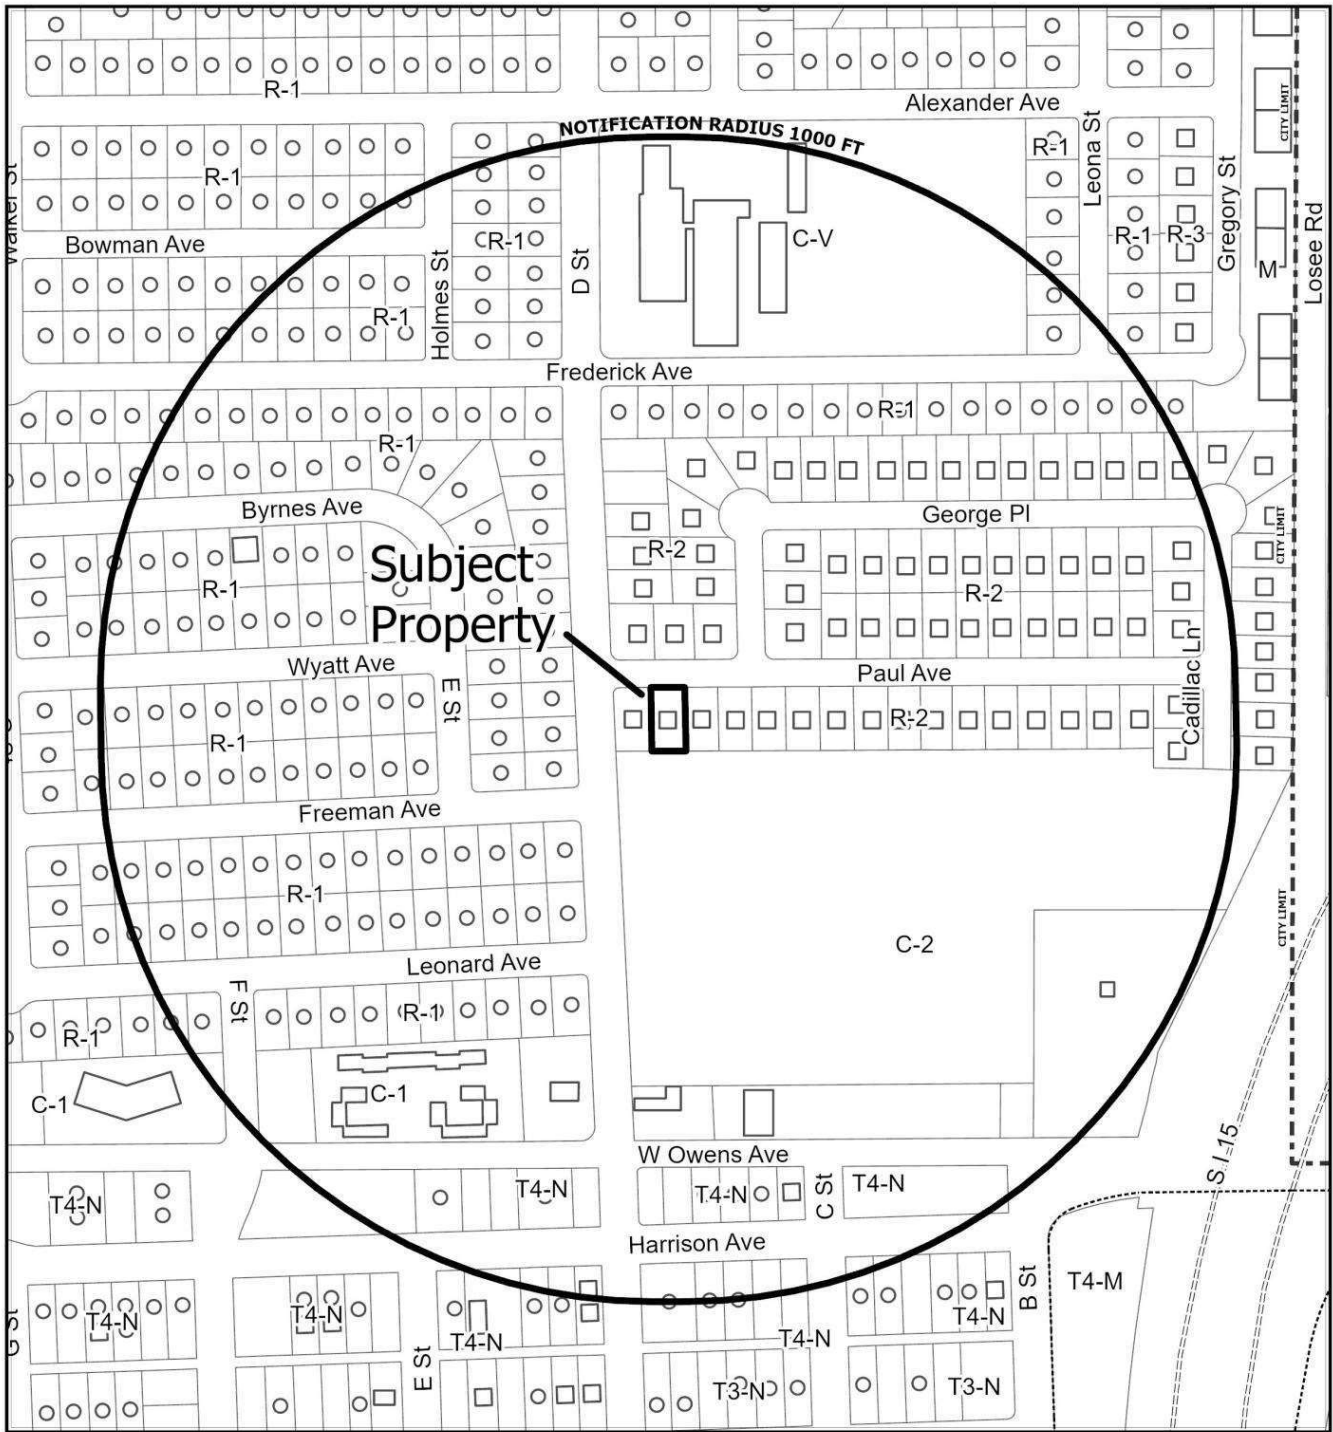 R-1
Alexander Ave
NOTIFICATION RADIUS 1000 FT
CITY LIMIT
R-1
R-1
Leona St
Walker St
Bowman Ave
R-1
C-V
R-1
R-3
Gregory St
M
Losee Rd
Holmes St
D St
R-1
Frederick Ave
R-1
R-1
Byrnes Ave
George Pl
CITY LIMIT
Subject
Property
R-2
R-1
R-2
Wyatt Ave
Paul Ave
E St
R-2
Cadillac Ln
R-1
Freeman Ave
R-1
C-2
CITY LIMIT
Leonard Ave
F St
R-1
R-1
C-1
C-1
W Owens Ave
S. I 15
T4-N
T4-N
T4-N
C St
T4-N
Harrison Ave
B St
T4-M
G St
T4-N
T4-N
T4-N
T4-N
T4-N
E St
T3-N
T3-N